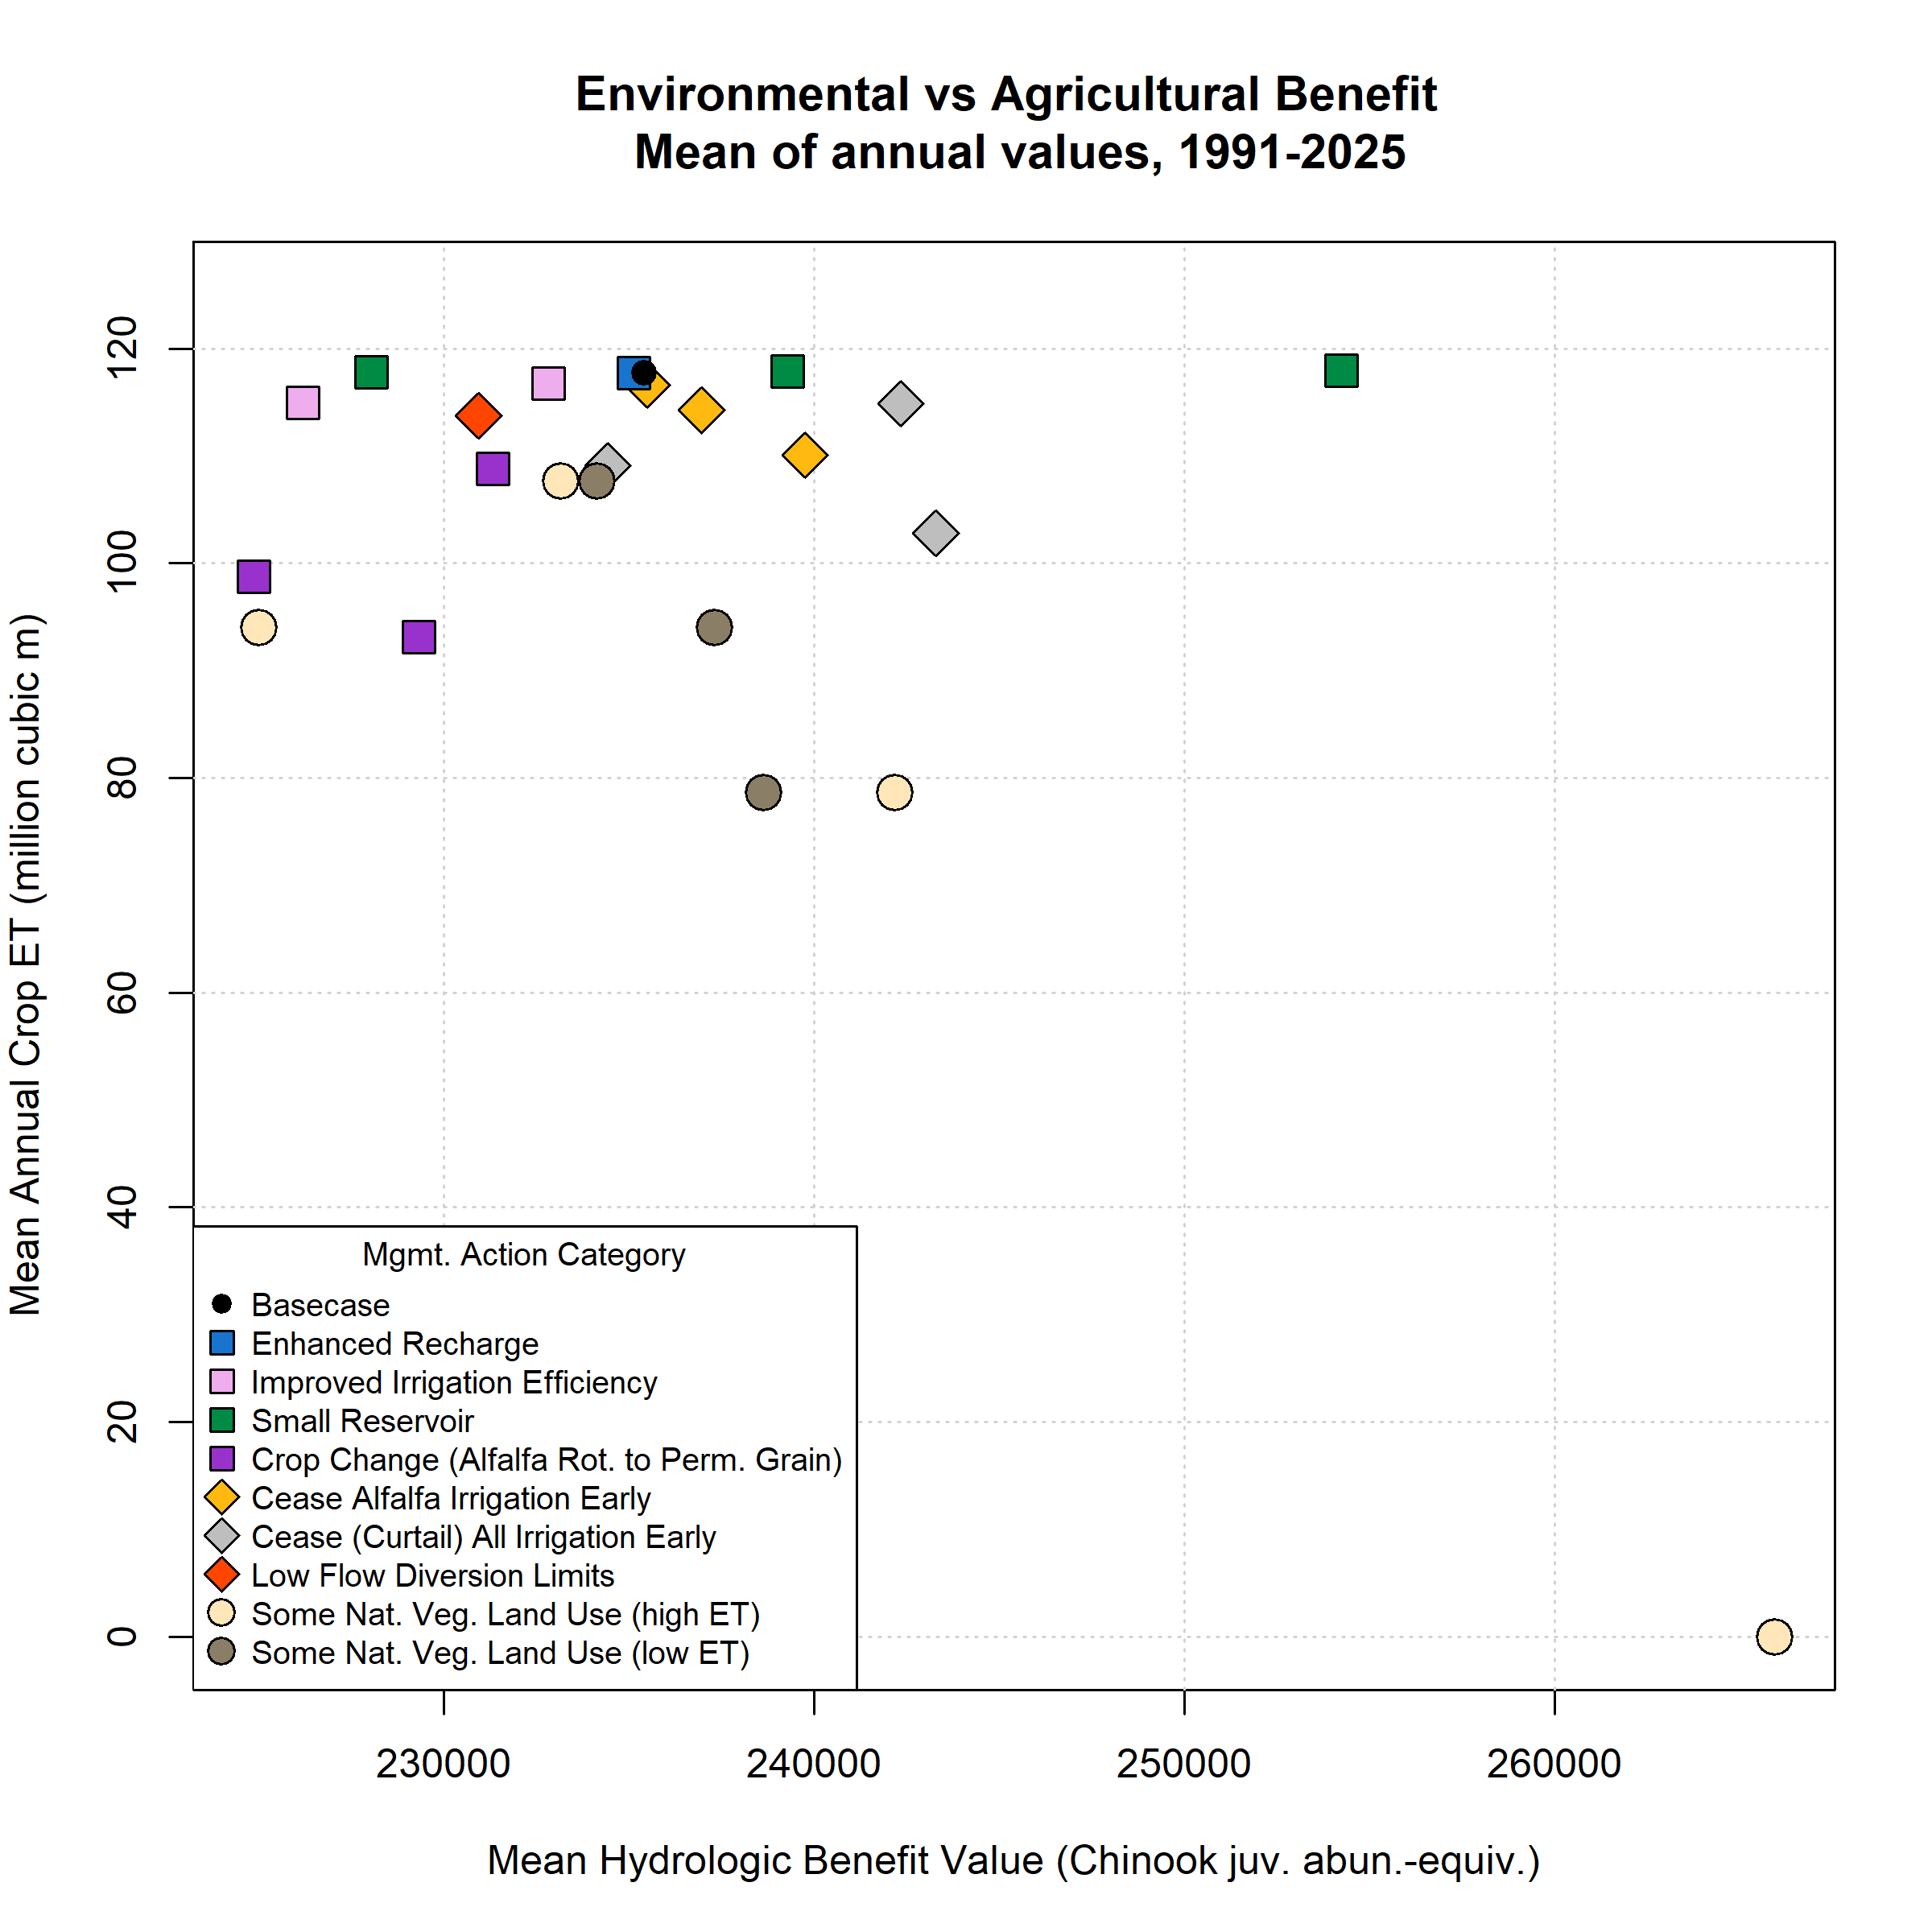 Environmental vs Agricultural Benefit
Mean of annual values, 1991-2025
Mean Annual Crop ET (million cubic m)
120
100
80
60
40
20
0
Mgmt. Action Category
Basecase
Enhanced Recharge
Improved Irrigation Efficiency
Small Reservoir
Crop Change (Alfalfa Rot. to Perm. Grain)
Cease Alfalfa Irrigation Early
Cease (Curtail) All Irrigation Early
Low Flow Diversion Limits
Some Nat. Veg. Land Use (high ET)
Some Nat. Veg. Land Use (low ET)
230000 240000 250000 260000
Mean Hydrologic Benefit Value (Chinook juv. abun.-equiv.)